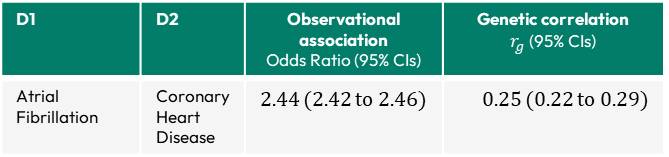 D1
D2
Observational
association
Odds Ratio (95% CIs)
Genetic correlation
r_g (95% CIs)
Atrial
Fibrillation
Coronary
Heart
Disease
2.44 (2.42 to 2.46)
0.25 (0.22 to 0.29)